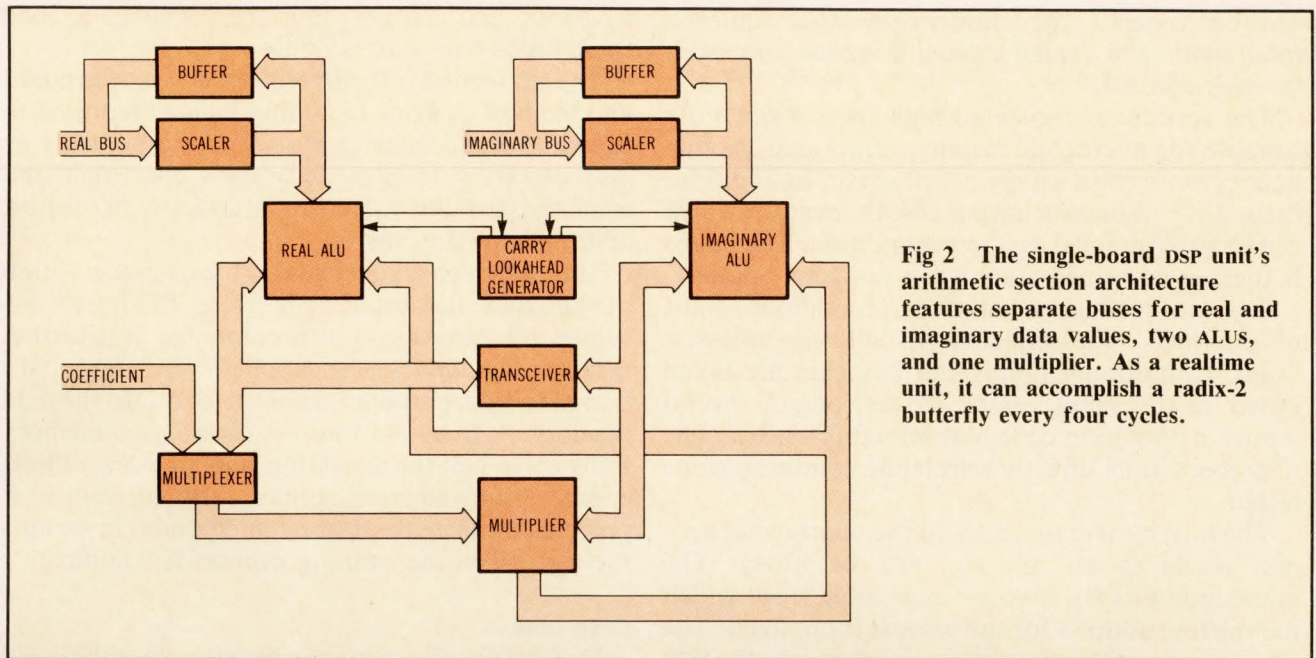 BUFFER
BUFFER
REAL BUS
SCALER
IMAGINARY BUS
SCALER
REAL ALU
CARRY
LOOKAHEAD
GENERATOR
IMAGINARY
ALU
COEFFICIENT
TRANSCEIVER
MULTIPLEXER
MULTIPLIER
Fig 2 The single-board DSP unit's
arithmetic section architecture
features separate buses for real and
imaginary data values, two ALUs,
and one multiplier. As a realtime
unit, it can accomplish a radix-2
butterfly every four cycles.